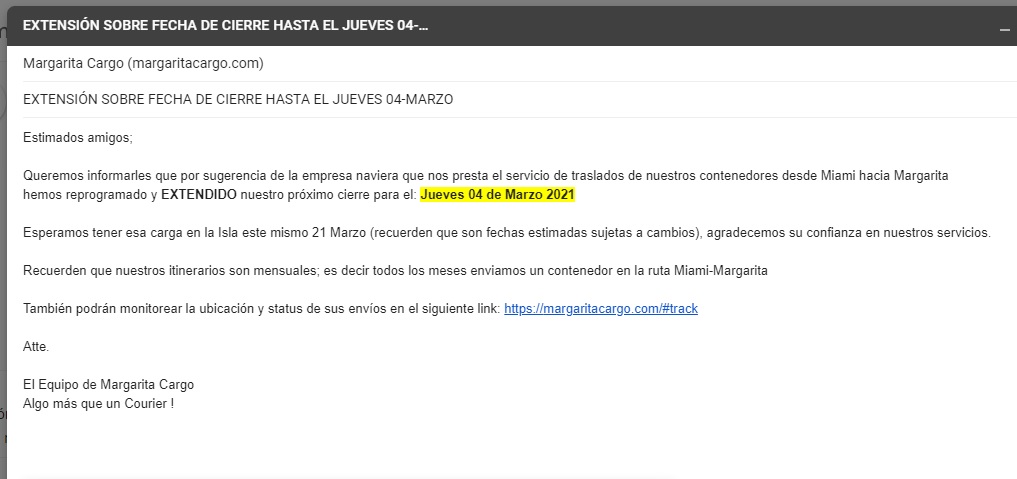 EXTENSIÓN SOBRE FECHA DE CIERRE HASTA EL JUEVES 04-...
Margarita Cargo (margaritacargo.com)
EXTENSIÓN SOBRE FECHA DE CIERRE HASTA EL JUEVES 04-MARZO
Estimados amigos;
Queremos informarles que por sugerencia de la empresa naviera que nos presta el servicio de traslados de nuestros contenedores desde Miami hacia Margarita
hemos reprogramado y EXTENDIDO nuestro próximo cierre para el: Jueves 04 de Marzo 2021
Esperamos tener esa carga en la Isla este mismo 21 Marzo (recuerden que son fechas estimadas sujetas a cambios), agradecemos su confianza en nuestros servicios.
Recuerden que nuestros itinerarios son mensuales; es decir todos los meses enviamos un contenedor en la ruta Miami-Margarita
También podrán monitorear la ubicación y status de sus envíos en el siguiente link: https://margaritacargo.com/#track
Atte.
El Equipo de Margarita Cargo
Algo más que un Courier !